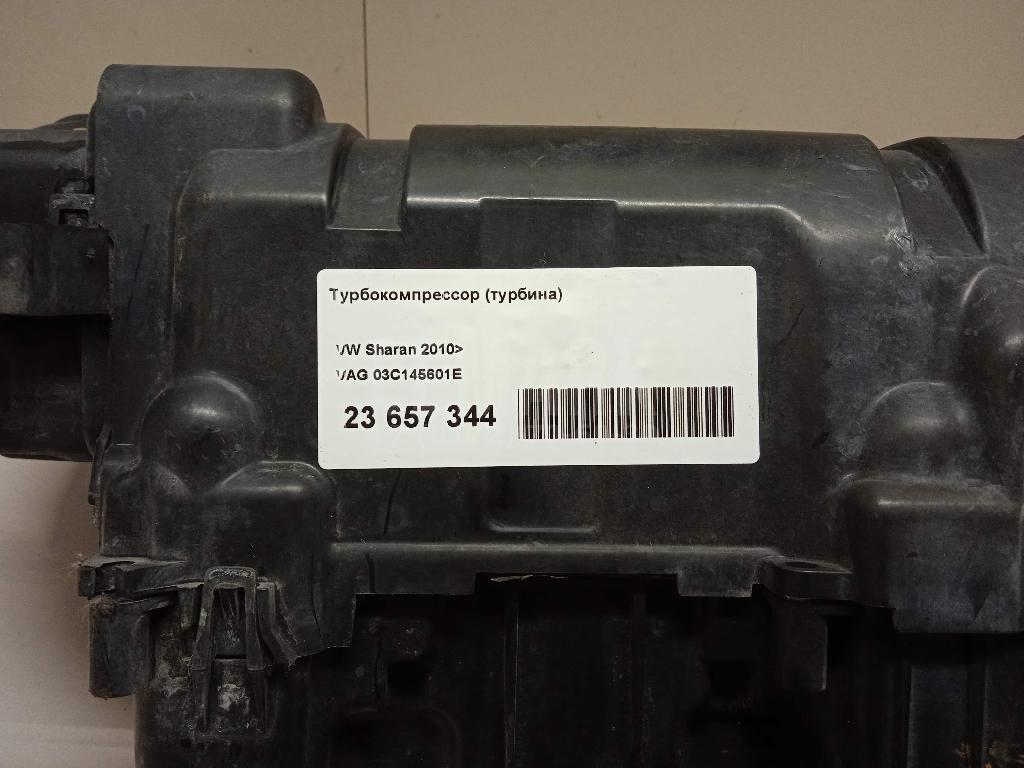 Турбокомпрессор (турбина)
VW Sharan 2010>
VAG 03C145601E
23 657 344